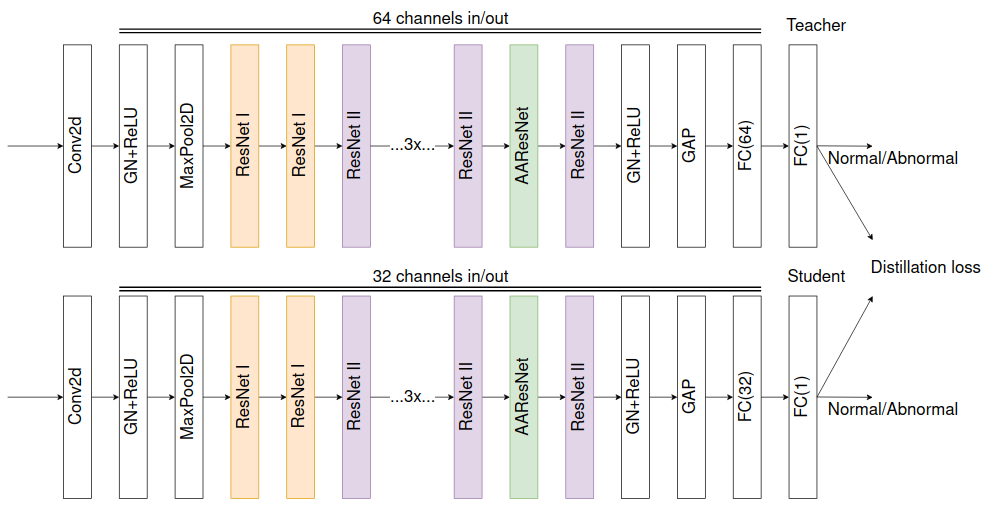 64 channels in/out
Teacher
Conv2d
GN+ReLU
MaxPool2D
ResNet I
ResNet I
ResNet II
...3x...
ResNet II
AAResNet
ResNet II
GN+ReLU
GAP
FC(64)
FC(1)
Normal/Abnormal
Distillation loss
32 channels in/out
Student
Conv2d
GN+ReLU
MaxPool2D
ResNet I
ResNet I
ResNet II
...3x...
ResNet II
AAResNet
ResNet II
GN+ReLU
GAP
FC(32)
FC(1)
Normal/Abnormal